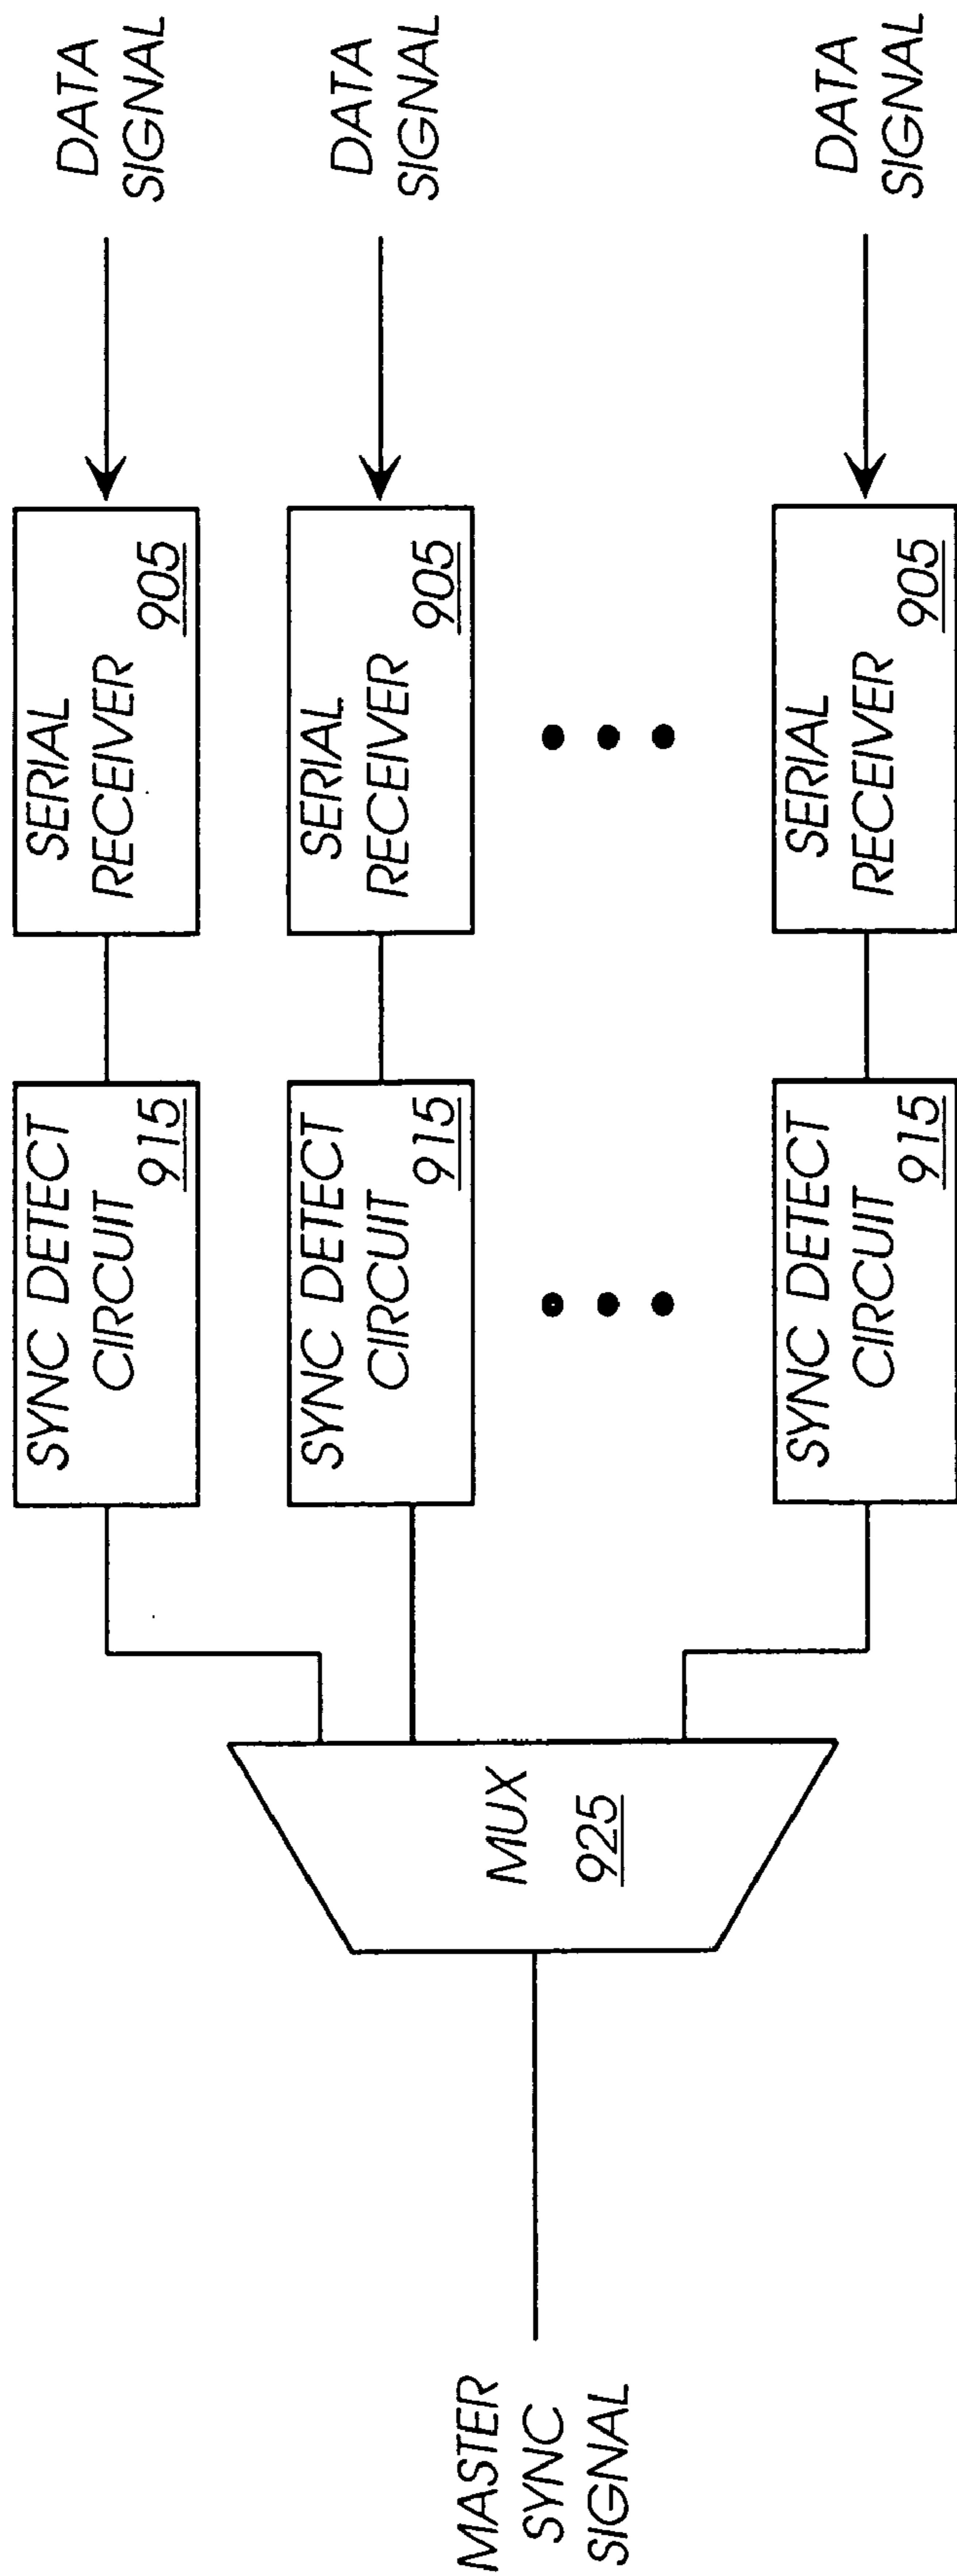 DATA
SIGNAL
SERIAL
RECEIVER
905
SYNC DETECT
CIRCUIT
915
DATA
SIGNAL
SERIAL
RECEIVER
905
SYNC DETECT
CIRCUIT
915
DATA
SIGNAL
SERIAL
RECEIVER
905
SYNC DETECT
CIRCUIT
915
MUX
925
MASTER
SYNC
SIGNAL